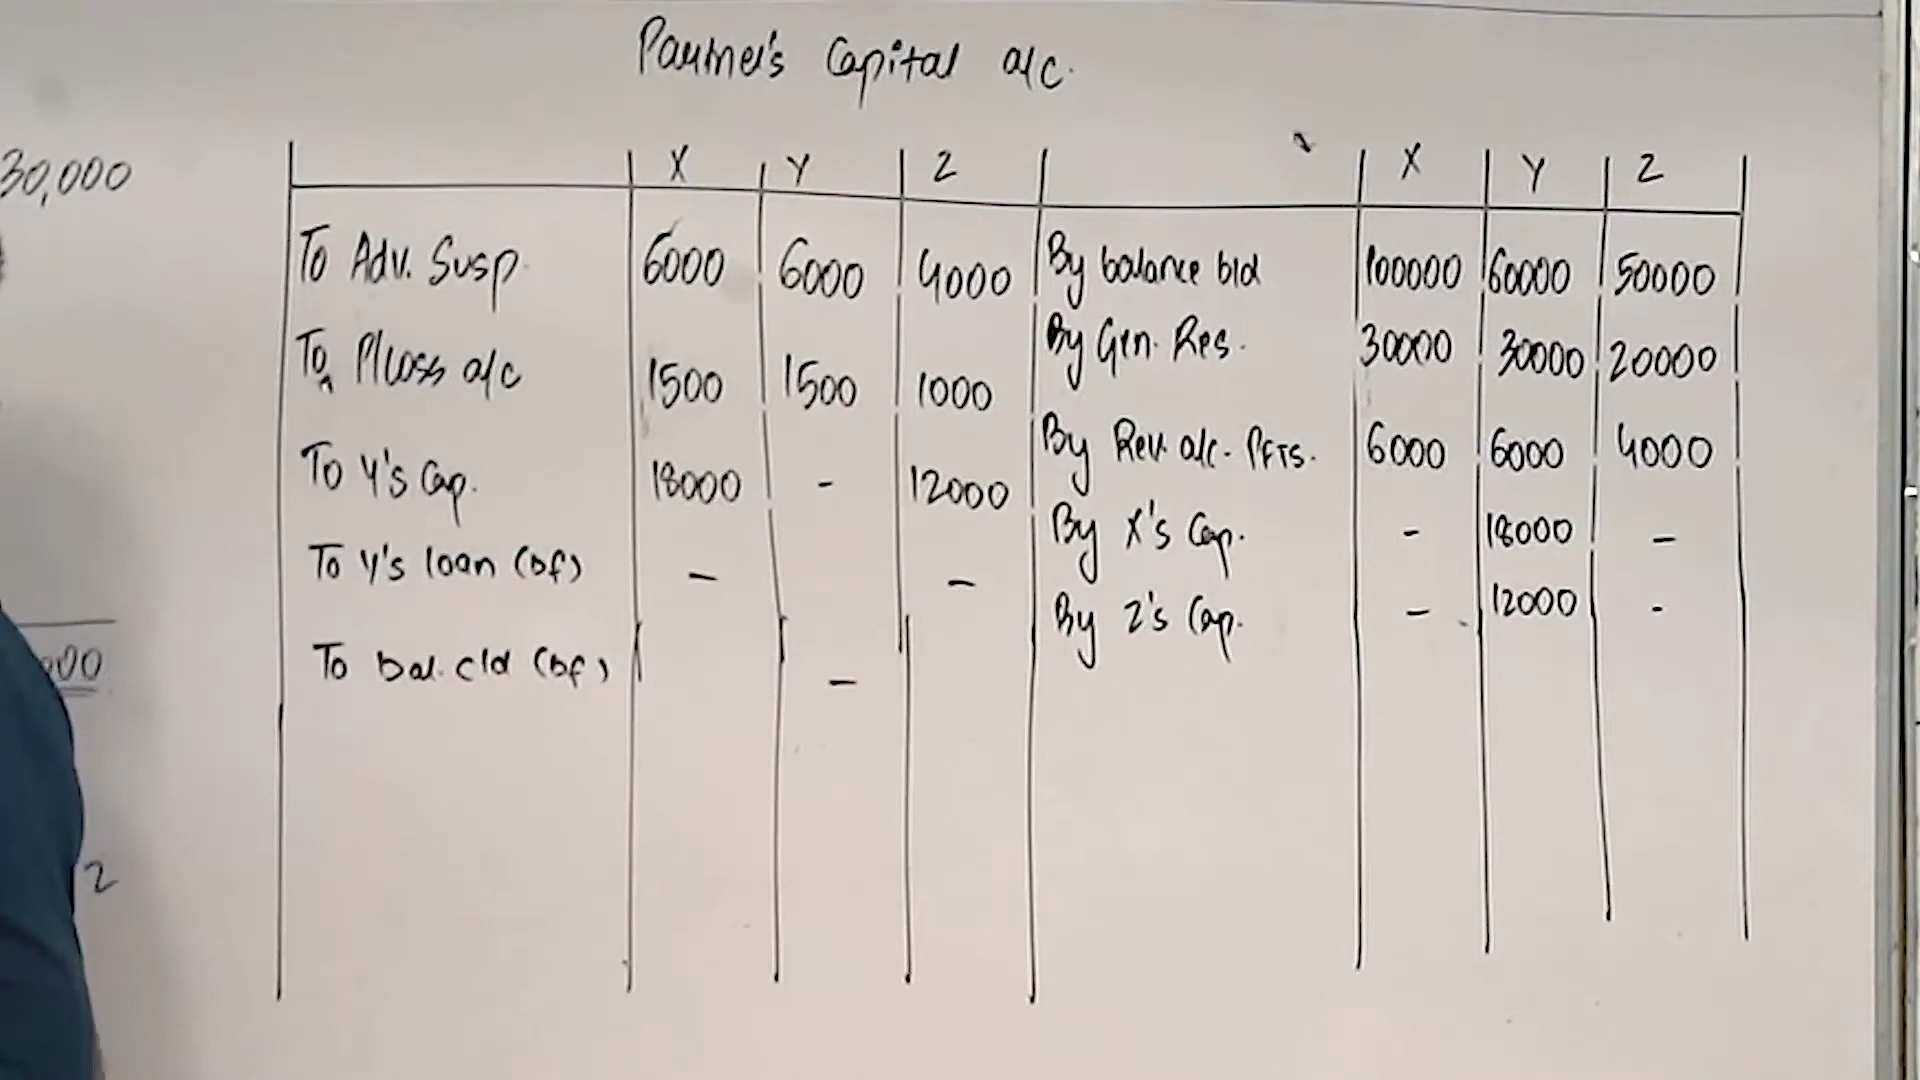 Partner's Capital a/c.
30,000
X Y Z X Y Z
To Adv. Susp. 6000 6000 4000 By balance b/d 100000 60000 50000
To P/Loss a/c 1500 1500 1000 By Gen. Res. 30000 30000 20000
To Y's Cap. 18000 - 12000 By Rev. a/c. PFTS. 6000 6000 4000
To Y's loan (bf) - - By X's Cap. - 18000 -
To bal. c/d (bf) - By Z's Cap. - 12000 -
00
2